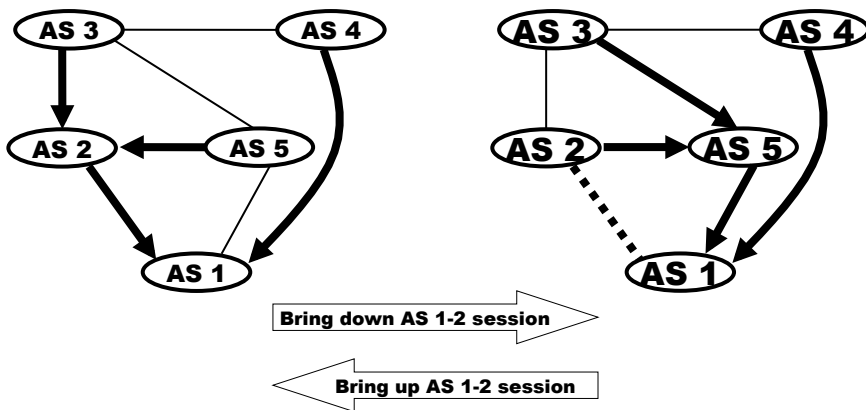 AS 3
AS 4
AS 2
AS 5
AS 1
AS 3
AS 4
AS 2
AS 5
AS 1
Bring down AS 1-2 session
Bring up AS 1-2 session